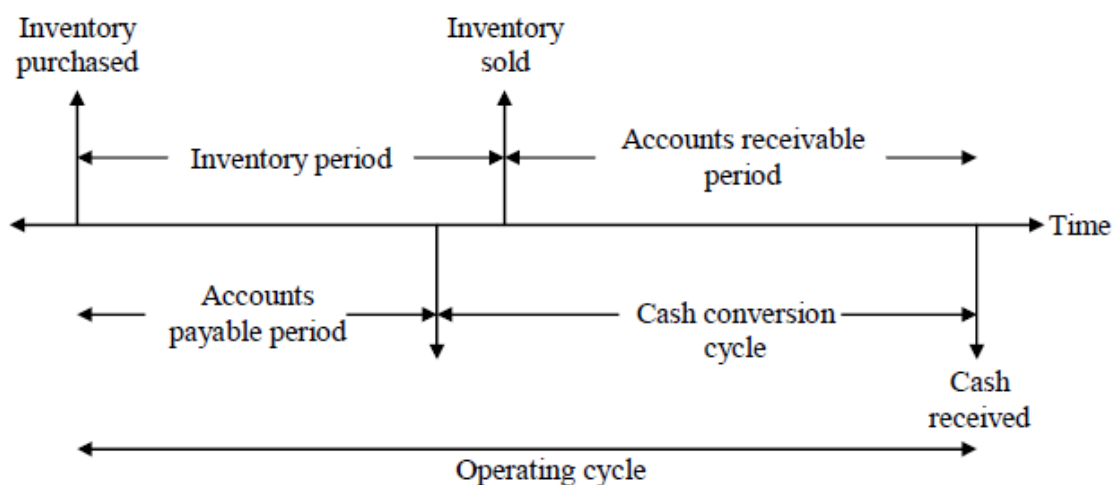 Inventory
purchased
Inventory
sold
Inventory period
Accounts receivable
period
Time
Accounts
payable period
Cash conversion
cycle
Cash
received
Operating cycle